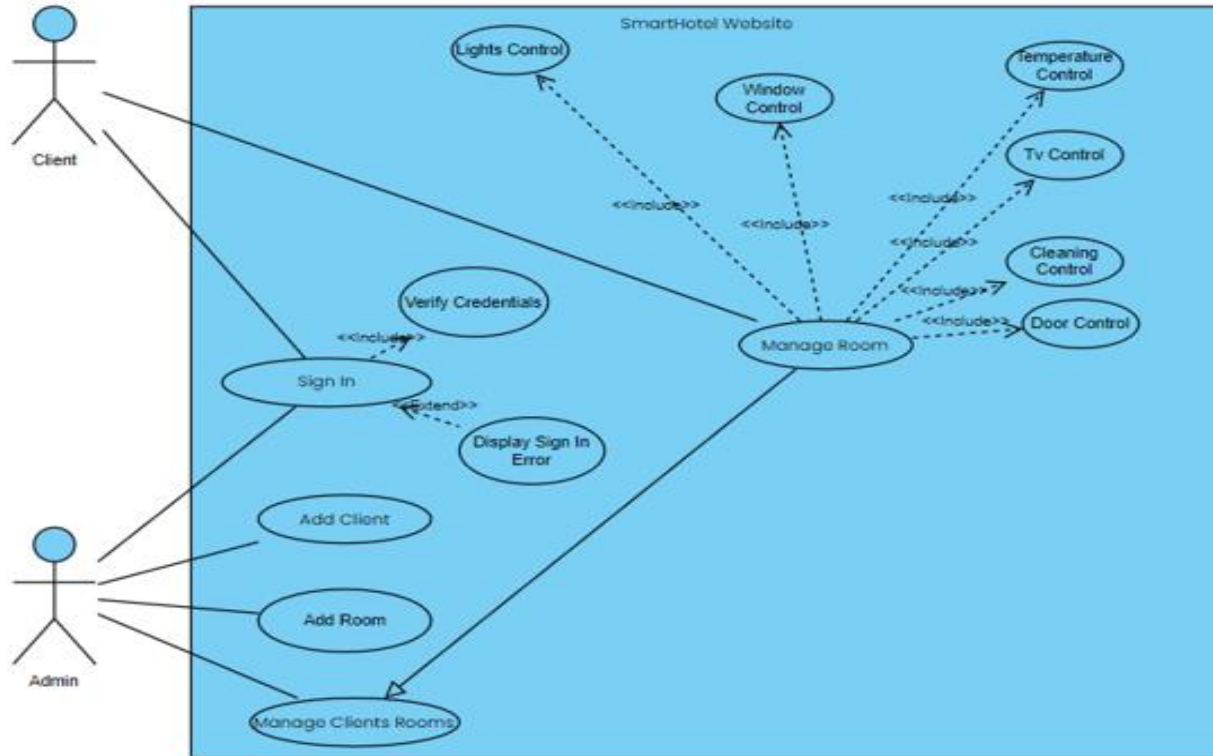 SmartHotel Website
Lights Control
Temperature
Control
Window
Control
Client
Tv Control
<<Include>>
<<Include>>
<<Include>>
<<Include>>
Cleaning
Control
<<Include>>
<<Include>>
Door Control
Verify Credentials
<<Include>>
Manage Room
Sign In
<<Extend>>
Display Sign In
Error
Add Client
Add Room
Admin
Manage Clients Rooms